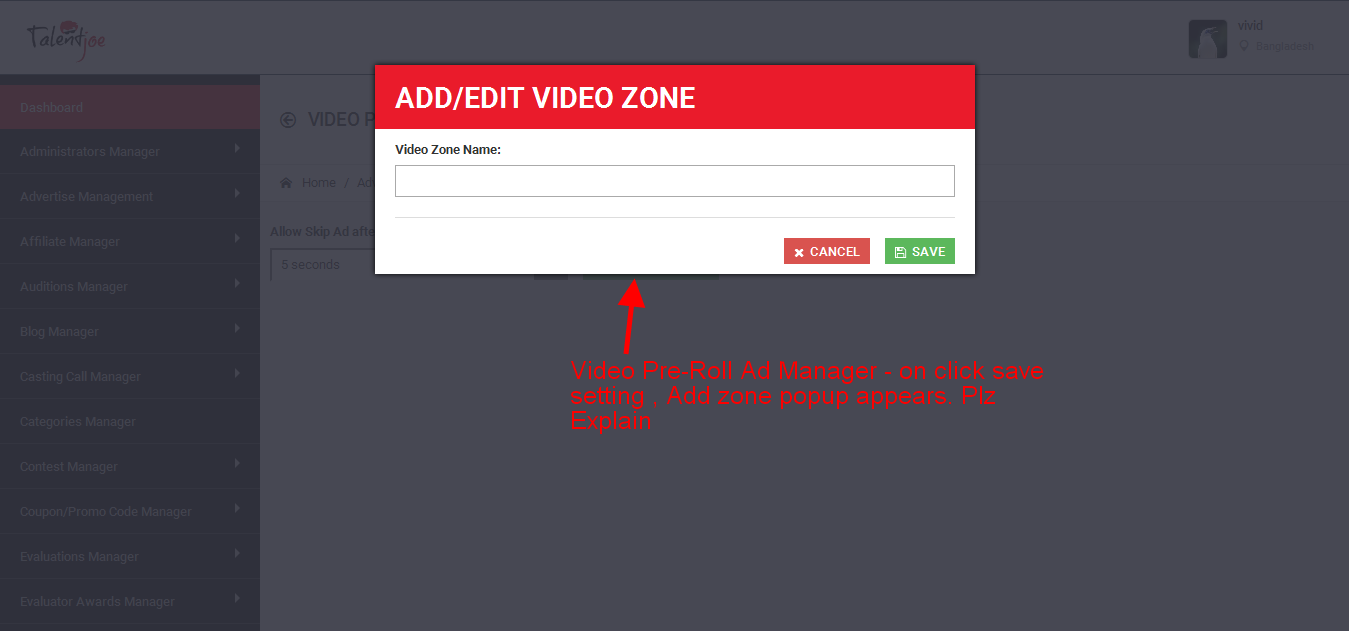 Talentjoe
vivid
Bangladesh
ADD/EDIT VIDEO ZONE
Dashboard
VIDEO P
Video Zone Name:
Administrators Manager
Home / Ad
Advertise Management
Allow Skip Ad afte
Affiliate Manager
CANCEL SAVE
5 seconds
Auditions Manager
Blog Manager
Video Pre-Roll Ad Manager - on click save
setting . Add zone popup appears. Plz
Explain
Casting Call Manager
Categories Manager
Contest Manager
Coupon/Promo Code Manager
Evaluations Manager
Evaluator Awards Manager